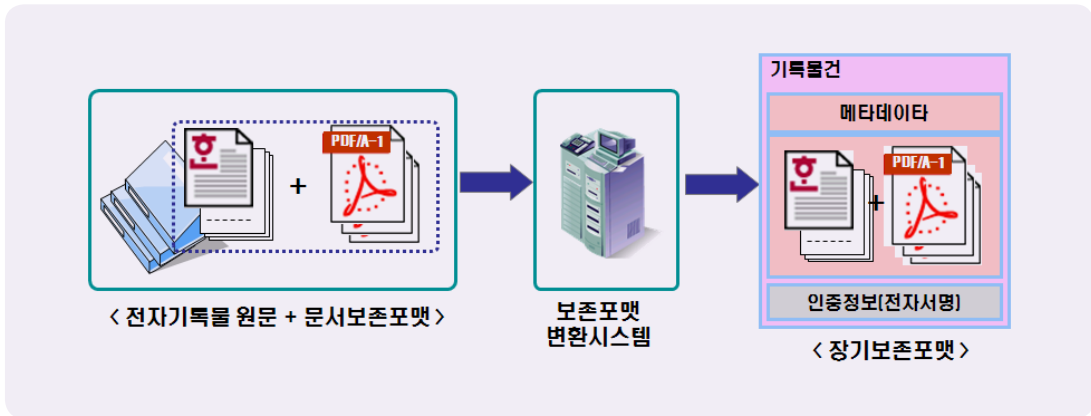 기록물건
메타데이타
훈
PDF/A-1
+
훈
PDF/A-1
+
인증정보(전자서명)
< 전자기록물 원문 + 문서보존포맷 >
보존포맷
변환시스템
< 장기보존포맷 >